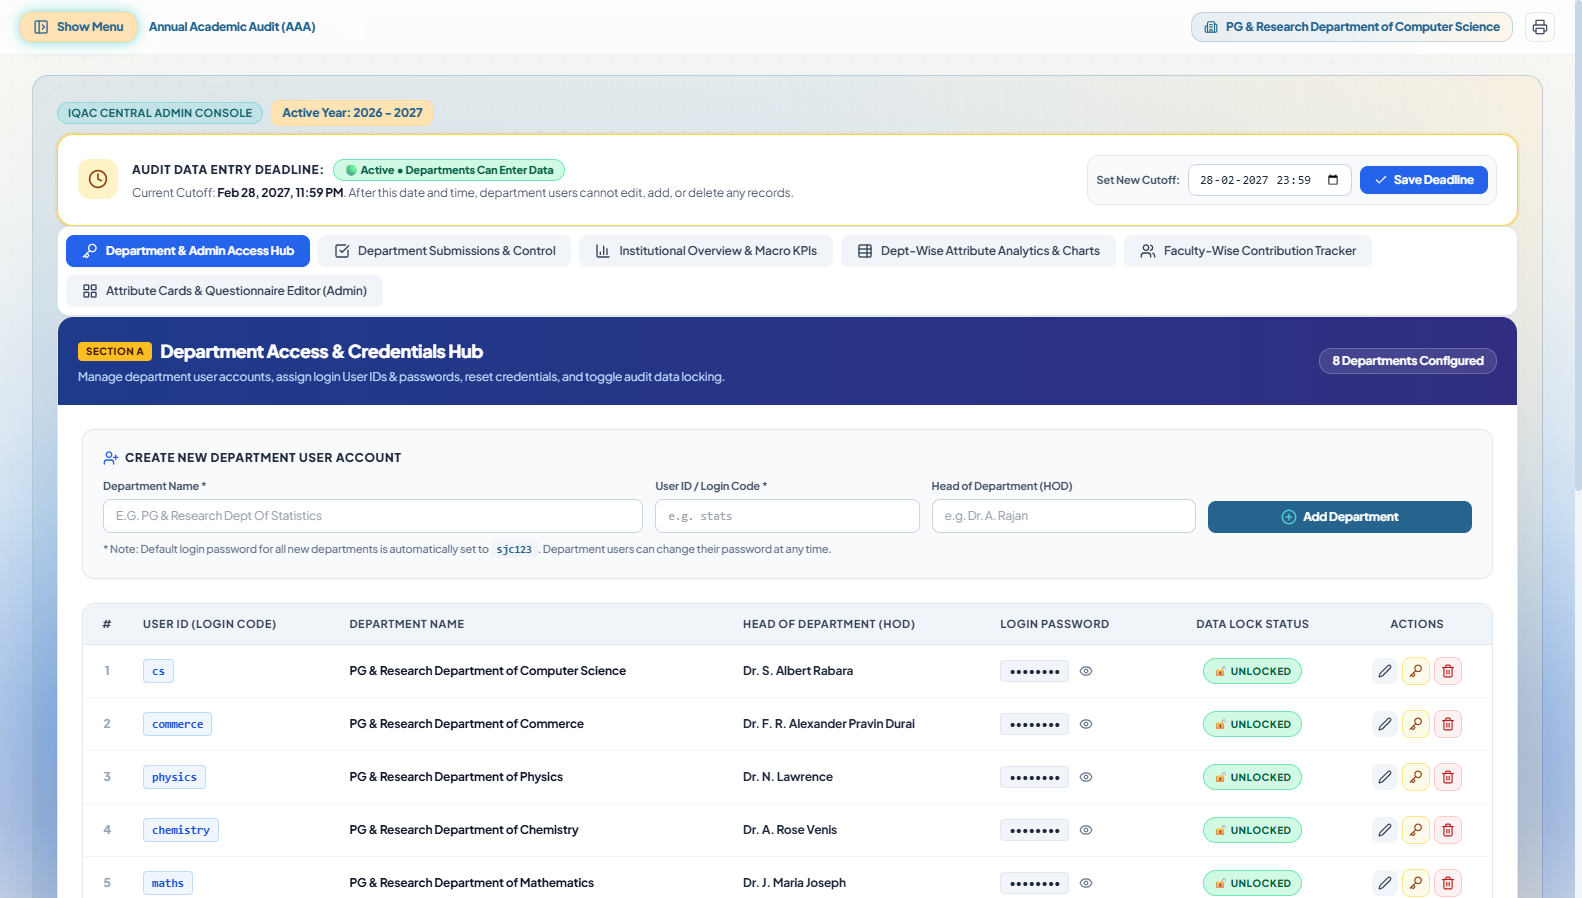 Show Menu
Annual Academic Audit (AAA)
PG & Research Department of Computer Science
IQAC CENTRAL ADMIN CONSOLE
Active Year: 2026 - 2027
AUDIT DATA ENTRY DEADLINE:
Active ● Departments Can Enter Data
Current Cutoff: Feb 28, 2027, 11:59 PM. After this date and time, department users cannot edit, add, or delete any records.
Set New Cutoff:
28-02-2027 23:59
Save Deadline
Department & Admin Access Hub
Department Submissions & Control
Institutional Overview & Macro KPIs
Dept-Wise Attribute Analytics & Charts
Faculty-Wise Contribution Tracker
Attribute Cards & Questionnaire Editor (Admin)
SECTION A
Department Access & Credentials Hub
Manage department user accounts, assign login User IDs & passwords, reset credentials, and toggle audit data locking.
8 Departments Configured
CREATE NEW DEPARTMENT USER ACCOUNT
Department Name *
User ID / Login Code *
Head of Department (HOD)
E.G. PG & Research Dept Of Statistics
e.g. stats
e.g. Dr. A. Rajan
Add Department
* Note: Default login password for all new departments is automatically set to sjc123 . Department users can change their password at any time.
# USER ID (LOGIN CODE) DEPARTMENT NAME HEAD OF DEPARTMENT (HOD) LOGIN PASSWORD DATA LOCK STATUS ACTIONS
1 cs PG & Research Department of Computer Science Dr. S. Albert Rabara •••••••• UNLOCKED
2 commerce PG & Research Department of Commerce Dr. F. R. Alexander Pravin Durai •••••••• UNLOCKED
3 physics PG & Research Department of Physics Dr. N. Lawrence •••••••• UNLOCKED
4 chemistry PG & Research Department of Chemistry Dr. A. Rose Venis •••••••• UNLOCKED
5 maths PG & Research Department of Mathematics Dr. J. Maria Joseph •••••••• UNLOCKED